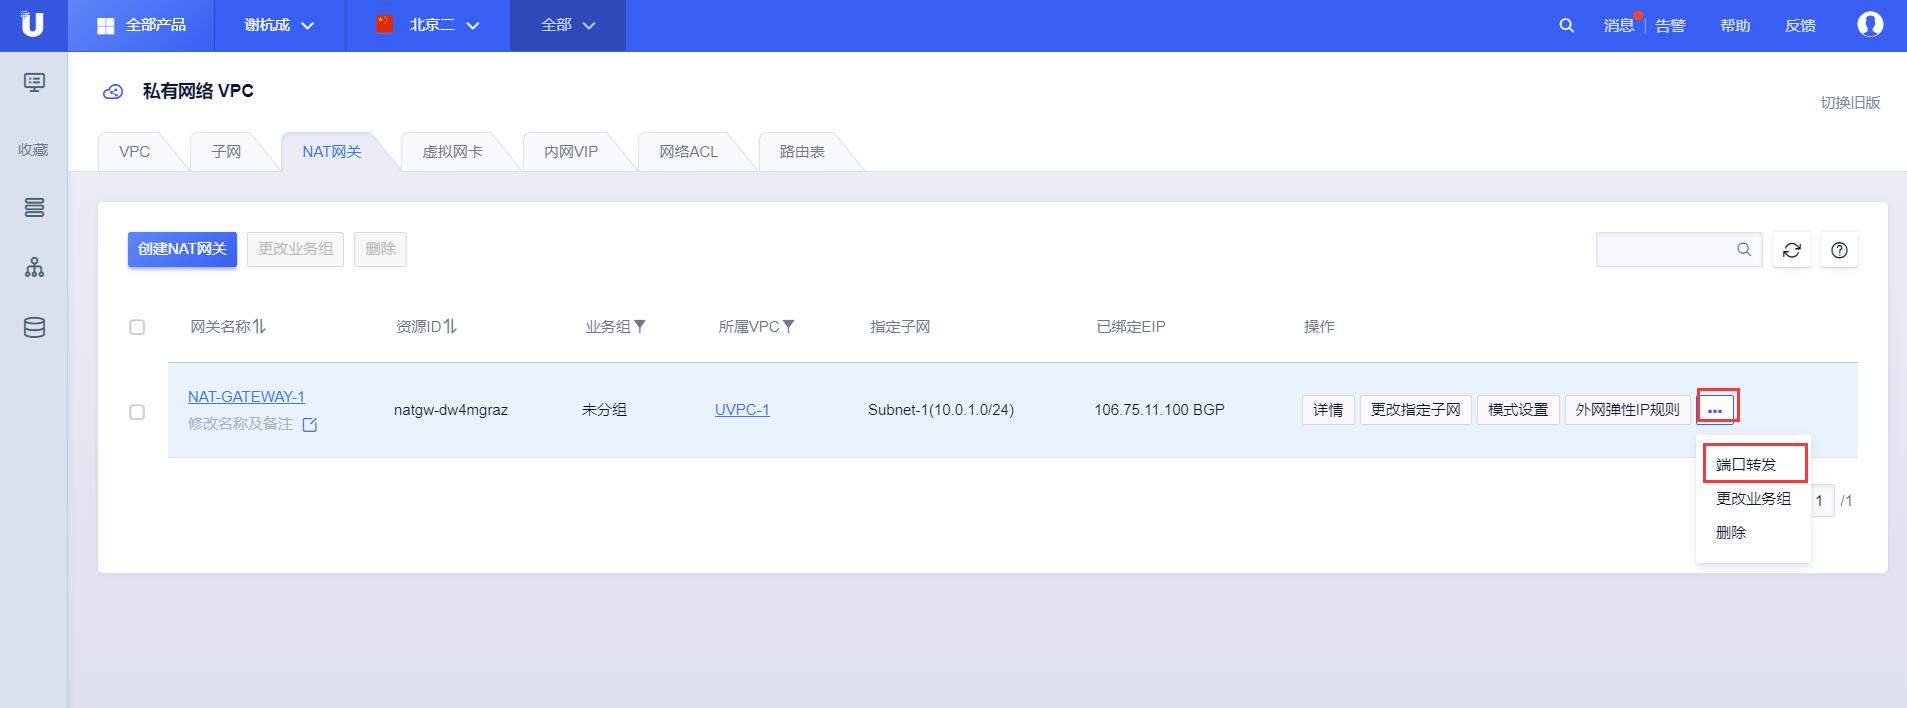 全部产品 谢杭成 北京二 全部 消息 告警 帮助 反馈
私有网络 VPC
切换旧版
收藏
VPC 子网 NAT网关 虚拟网卡 内网VIP 网络ACL 路由表
创建NAT网关 更改业务组 删除
网关名称 资源ID 业务组 所属VPC 指定子网 已绑定EIP 操作
NAT-GATEWAY-1
修改名称及备注
natgw-dw4mgraz 未分组 UVPC-1 Subnet-1(10.0.1.0/24) 106.75.11.100 BGP 详情 更改指定子网 模式设置 外网弹性IP规则 ...
端口转发
更改业务组
删除
1 /1